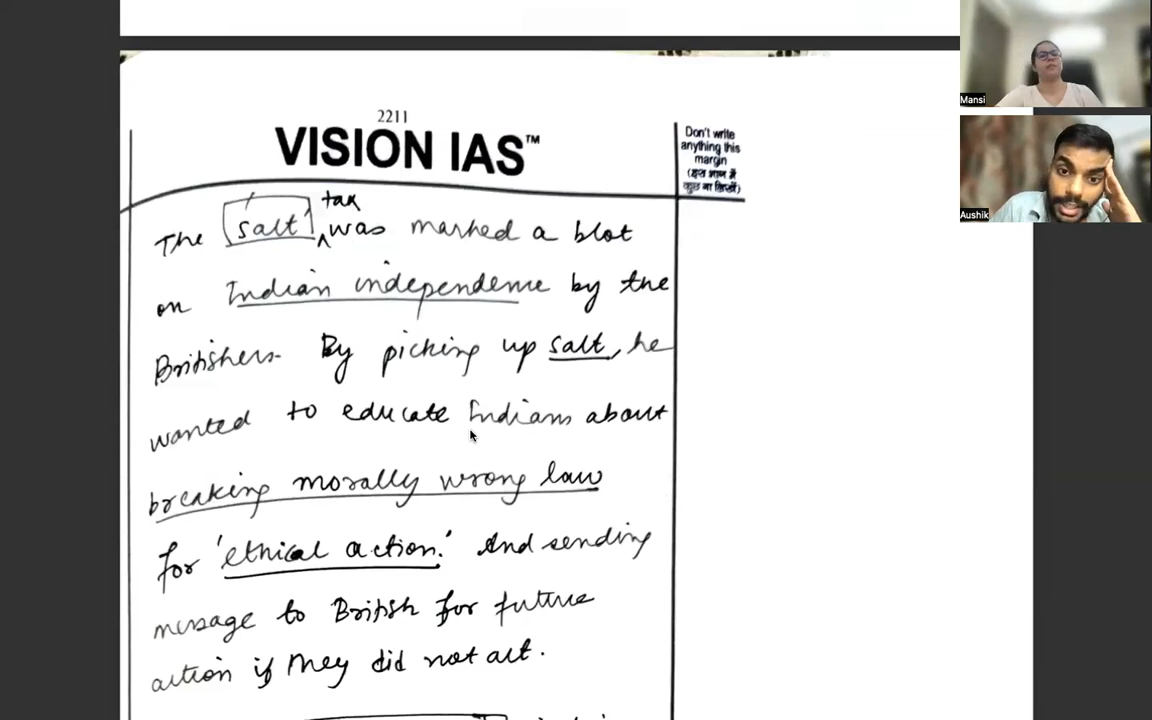 2211
VISION IAS™
Don't write
anything this
margin
(इस भाग में
कुछ ना लिखें)
The 'salt' tax was marked a blot
on Indian independence by the
Britishers. By picking up salt, he
wanted to educate Indians about
breaking morally wrong law
for 'ethical action.' And sending
message to British for future
action if they did not act.
Mansi
Aushik